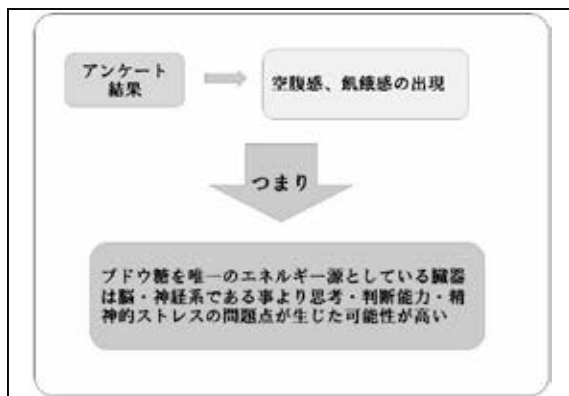 アンケート
結果
空腹感、飢餓感の出現
つまり
ブドウ糖を唯一のエネルギー源としている臓器
は脳・神経系である事より思考・判断能力・精
神的ストレスの問題点が生じた可能性が高い